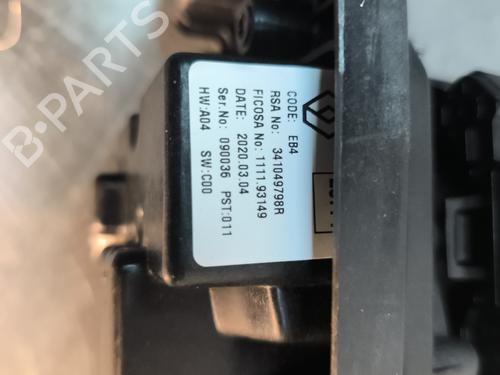 CODE: EB4
RSA No: 341049798R
FICOSA No: 1111.93149
DATE: 2020.03.04
Ser.No: 090036 PST:011
HW:A04 SW:C00
B-PARTS